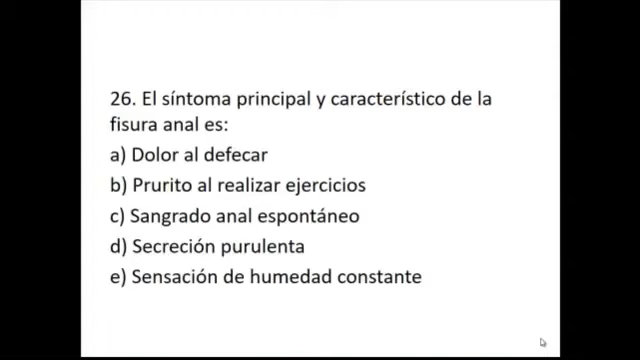 26. El síntoma principal y característico de la
fisura anal es:
a) Dolor al defecar
b) Prurito al realizar ejercicios
c) Sangrado anal espontáneo
d) Secreción purulenta
e) Sensación de humedad constante